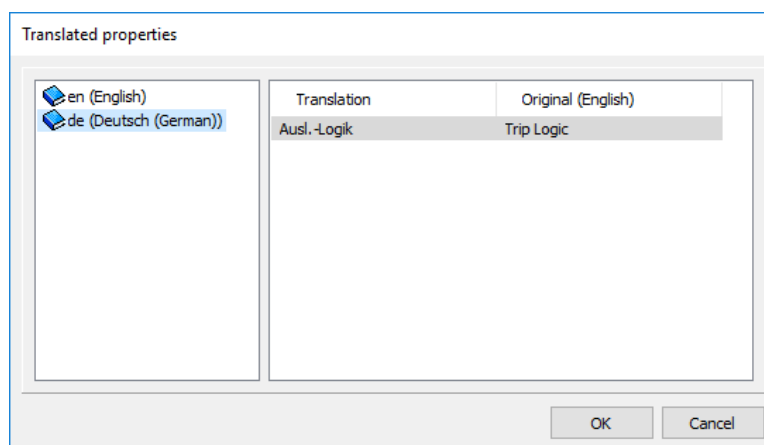 Translated properties
en (English)
de (Deutsch (German))
Translation Original (English)
Ausl.-Logik Trip Logic
OK Cancel